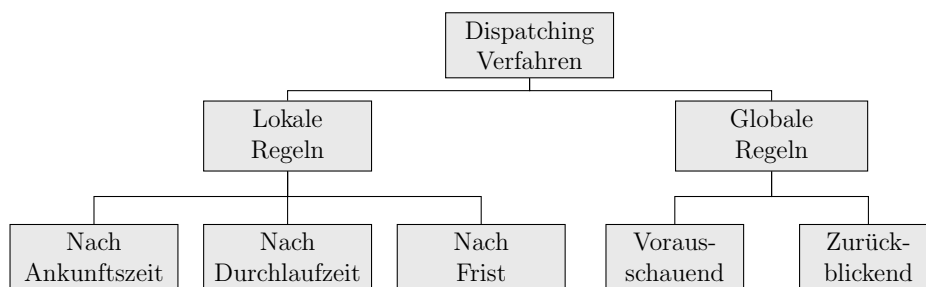 Dispatching
Verfahren
Lokale
Regeln
Globale
Regeln
Nach
Ankunftszeit
Nach
Durchlaufzeit
Nach
Frist
Voraus-
schauend
Zurück-
blickend